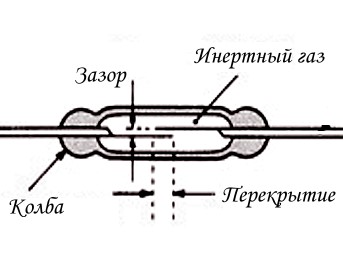 Зазор
Инертный газ
Колба
Перекрытие